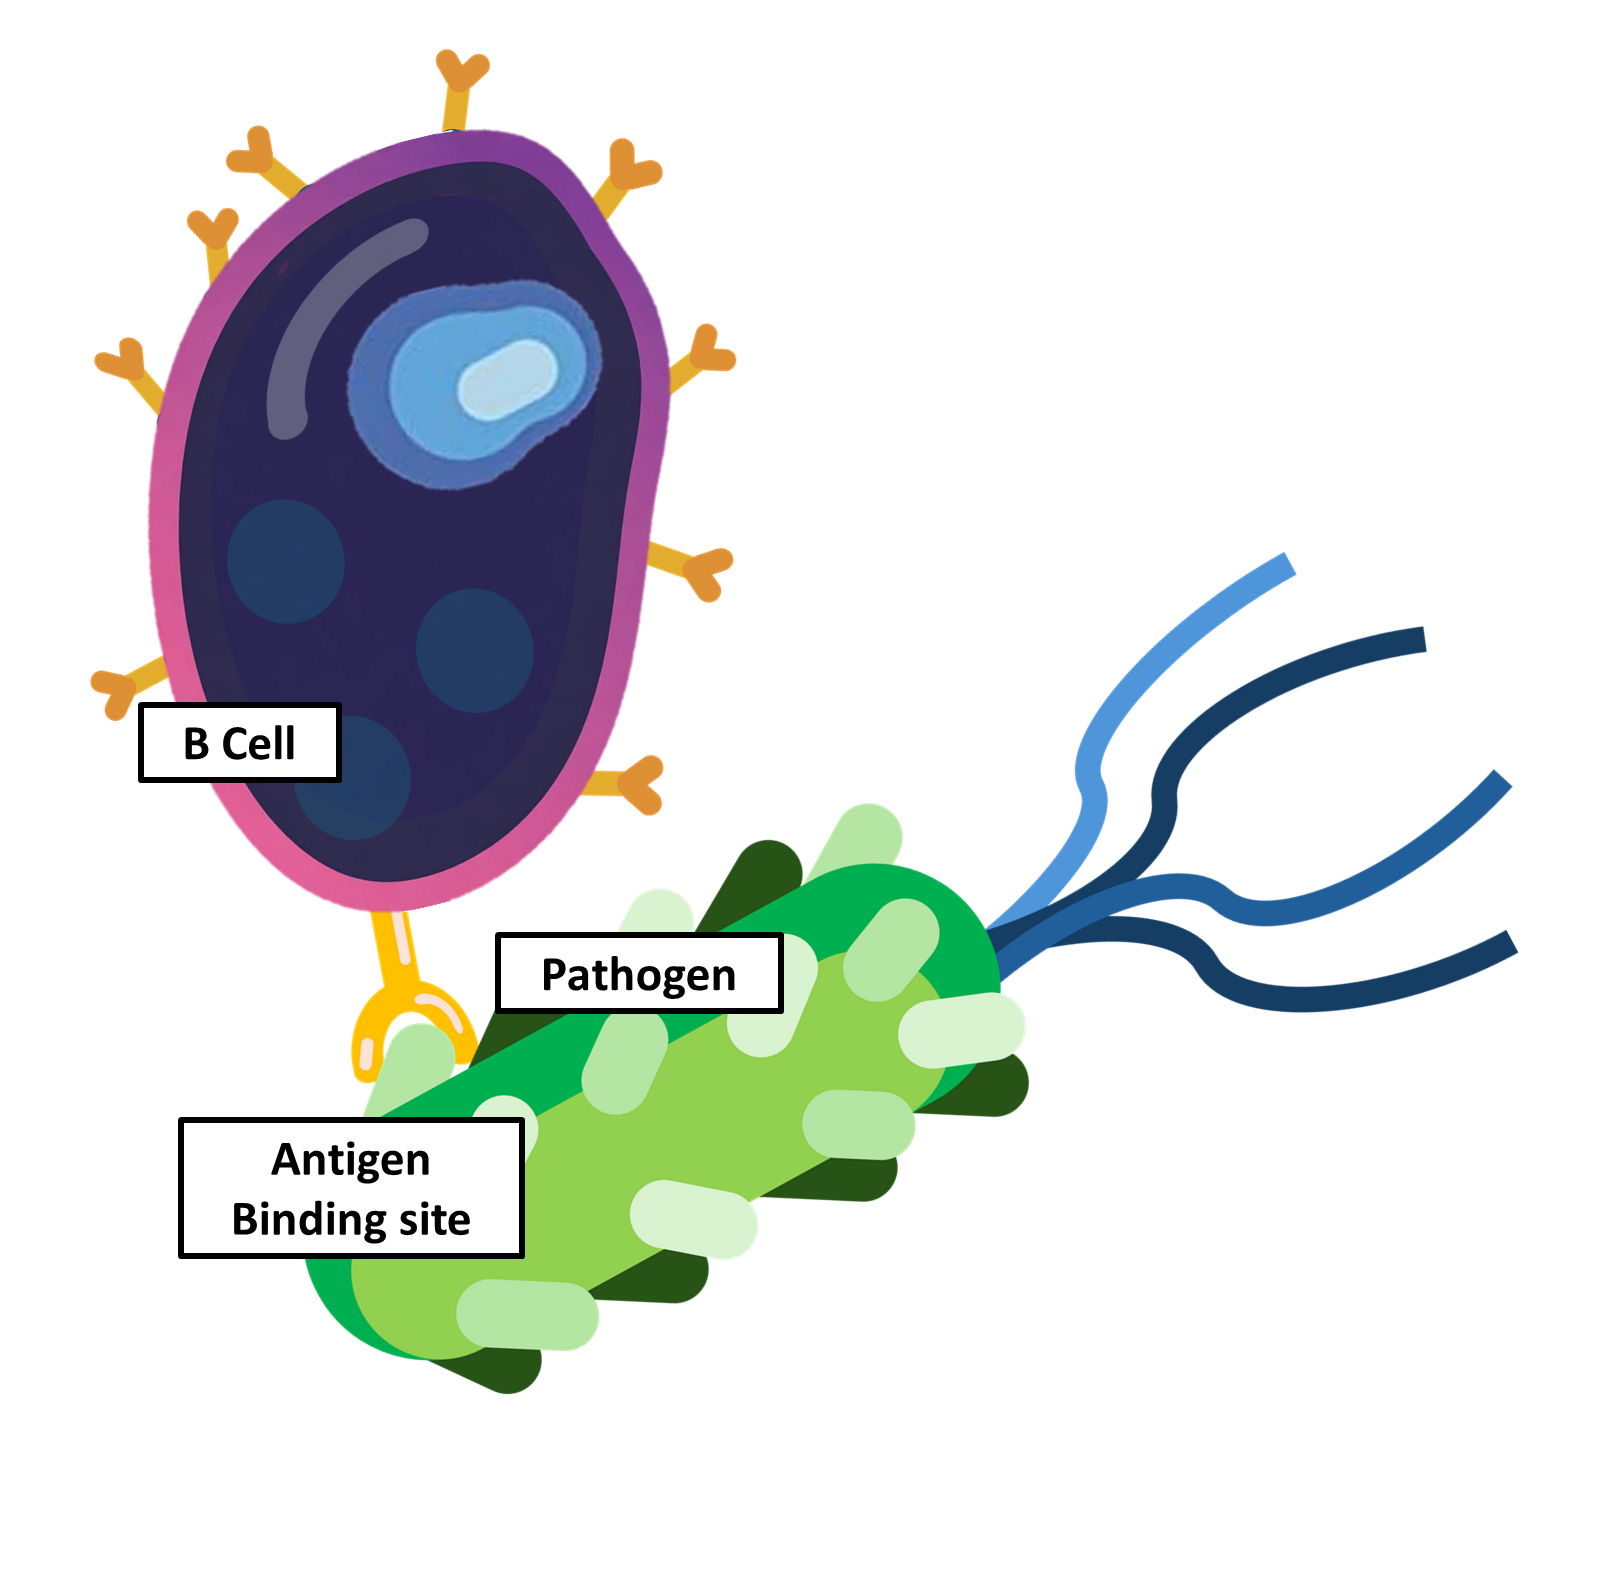 B Cell
Pathogen
Antigen
Binding site